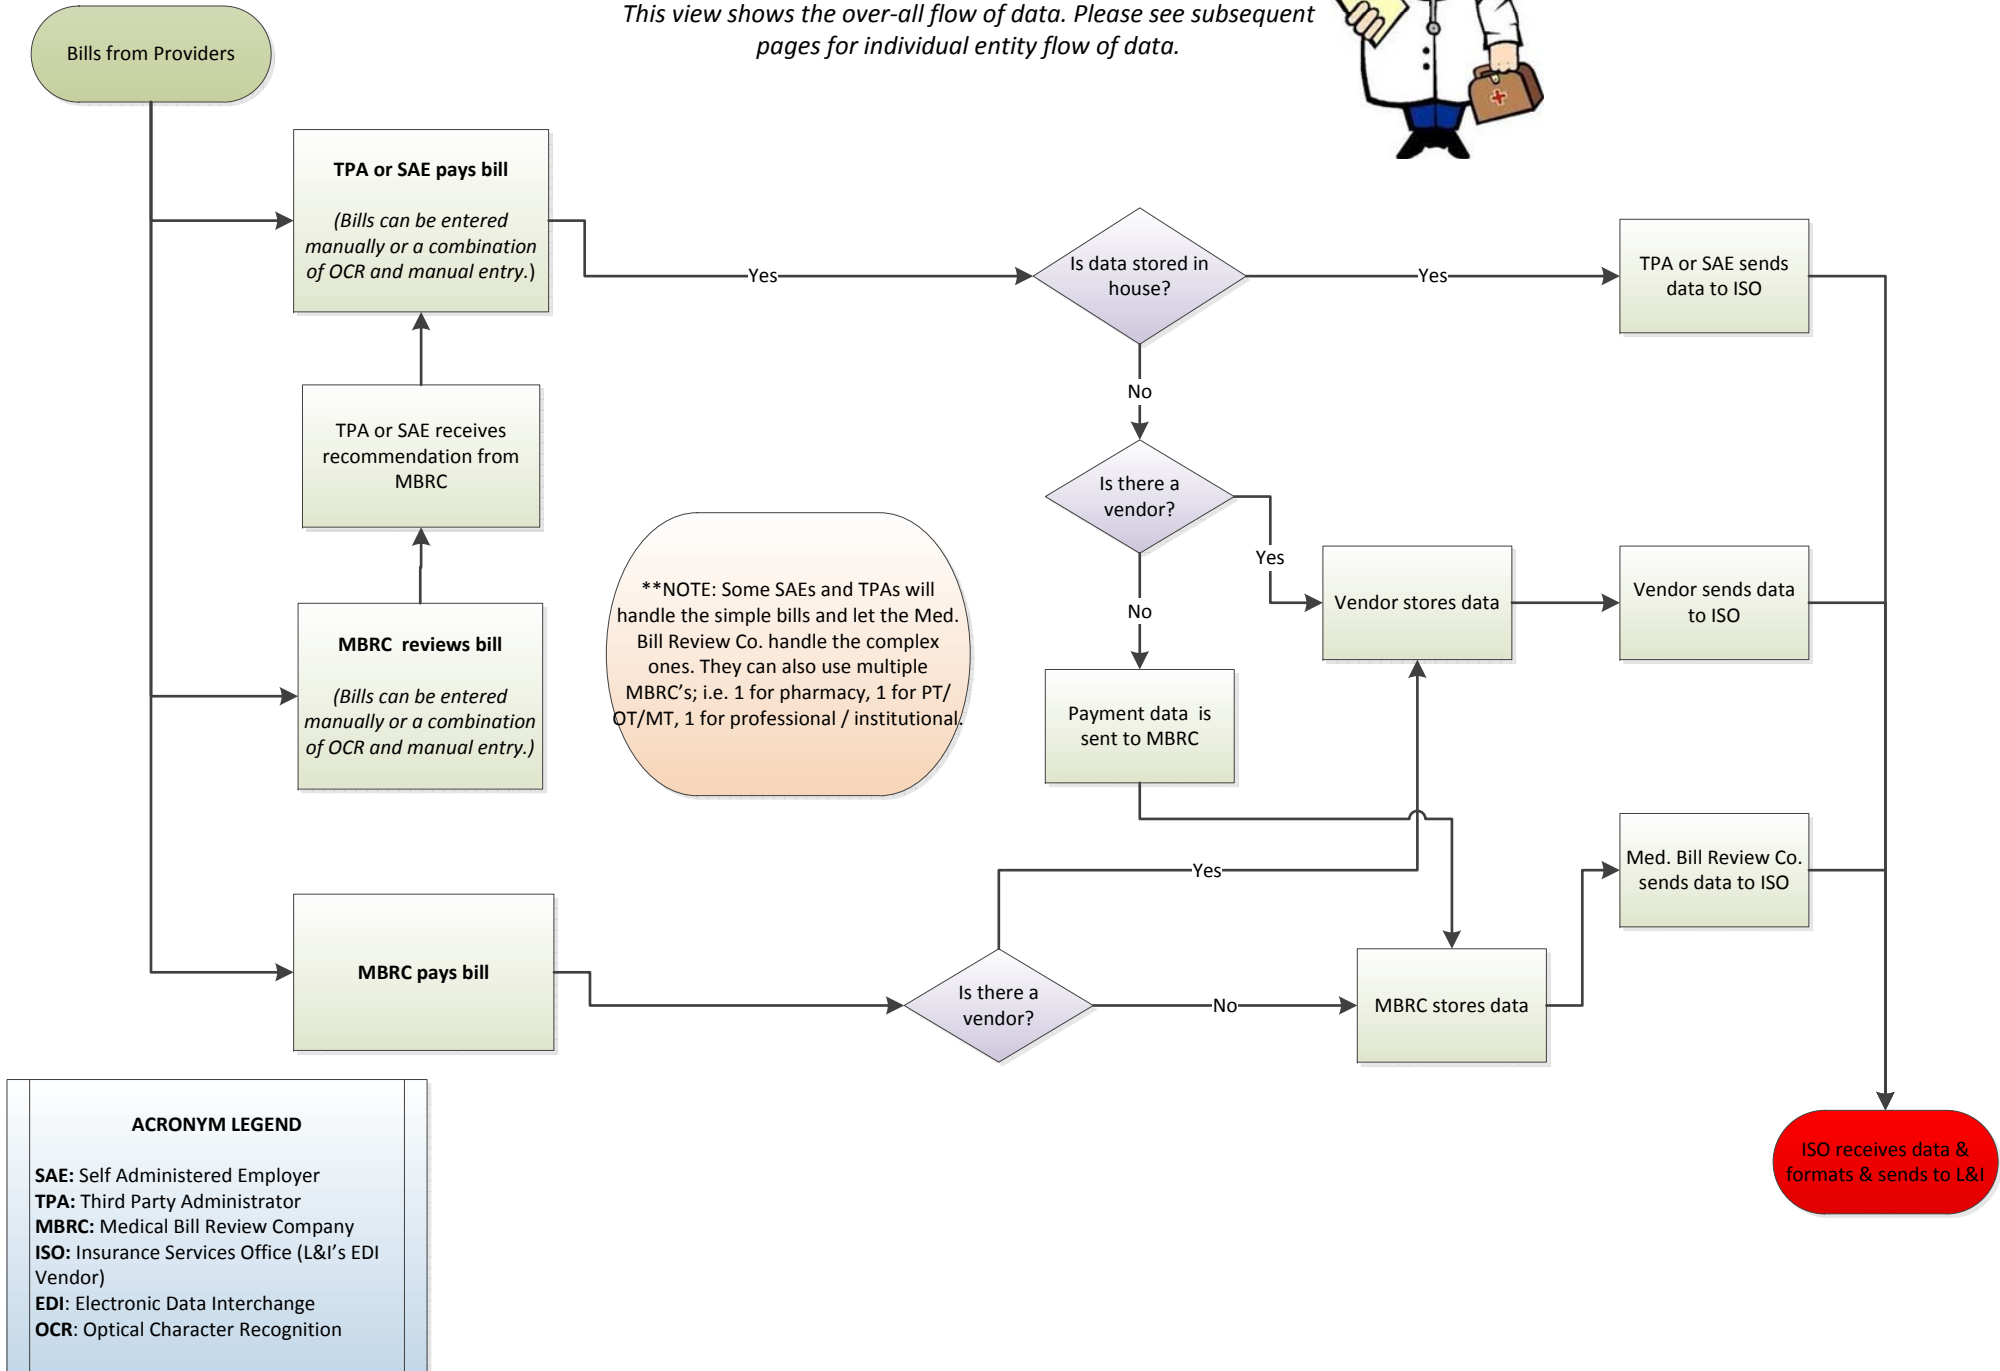 This view shows the over-all flow of data. Please see subsequent
pages for individual entity flow of data.
Bills from Providers
TPA or SAE pays bill
(Bills can be entered
manually or a combination
of OCR and manual entry.)
Yes
Is data stored in
house?
Yes
TPA or SAE sends
data to ISO
No
TPA or SAE receives
recommendation from
MBRC
Is there a
vendor?
Yes
Vendor stores data
Vendor sends data
to ISO
No
**NOTE: Some SAEs and TPAs will
handle the simple bills and let the Med.
Bill Review Co. handle the complex
ones. They can also use multiple
MBRC's; i.e. 1 for pharmacy, 1 for PT/
OT/MT, 1 for professional / institutional.
MBRC  reviews bill
(Bills can be entered
manually or a combination
of OCR and manual entry.)
Payment data  is
sent to MBRC
Yes
Med. Bill Review Co.
sends data to ISO
MBRC pays bill
Is there a
vendor?
No
MBRC stores data
ISO receives data &
formats & sends to L&I
ACRONYM LEGEND
SAE: Self Administered Employer
TPA: Third Party Administrator
MBRC: Medical Bill Review Company
ISO: Insurance Services Office (L&I's EDI
Vendor)
EDI: Electronic Data Interchange
OCR: Optical Character Recognition